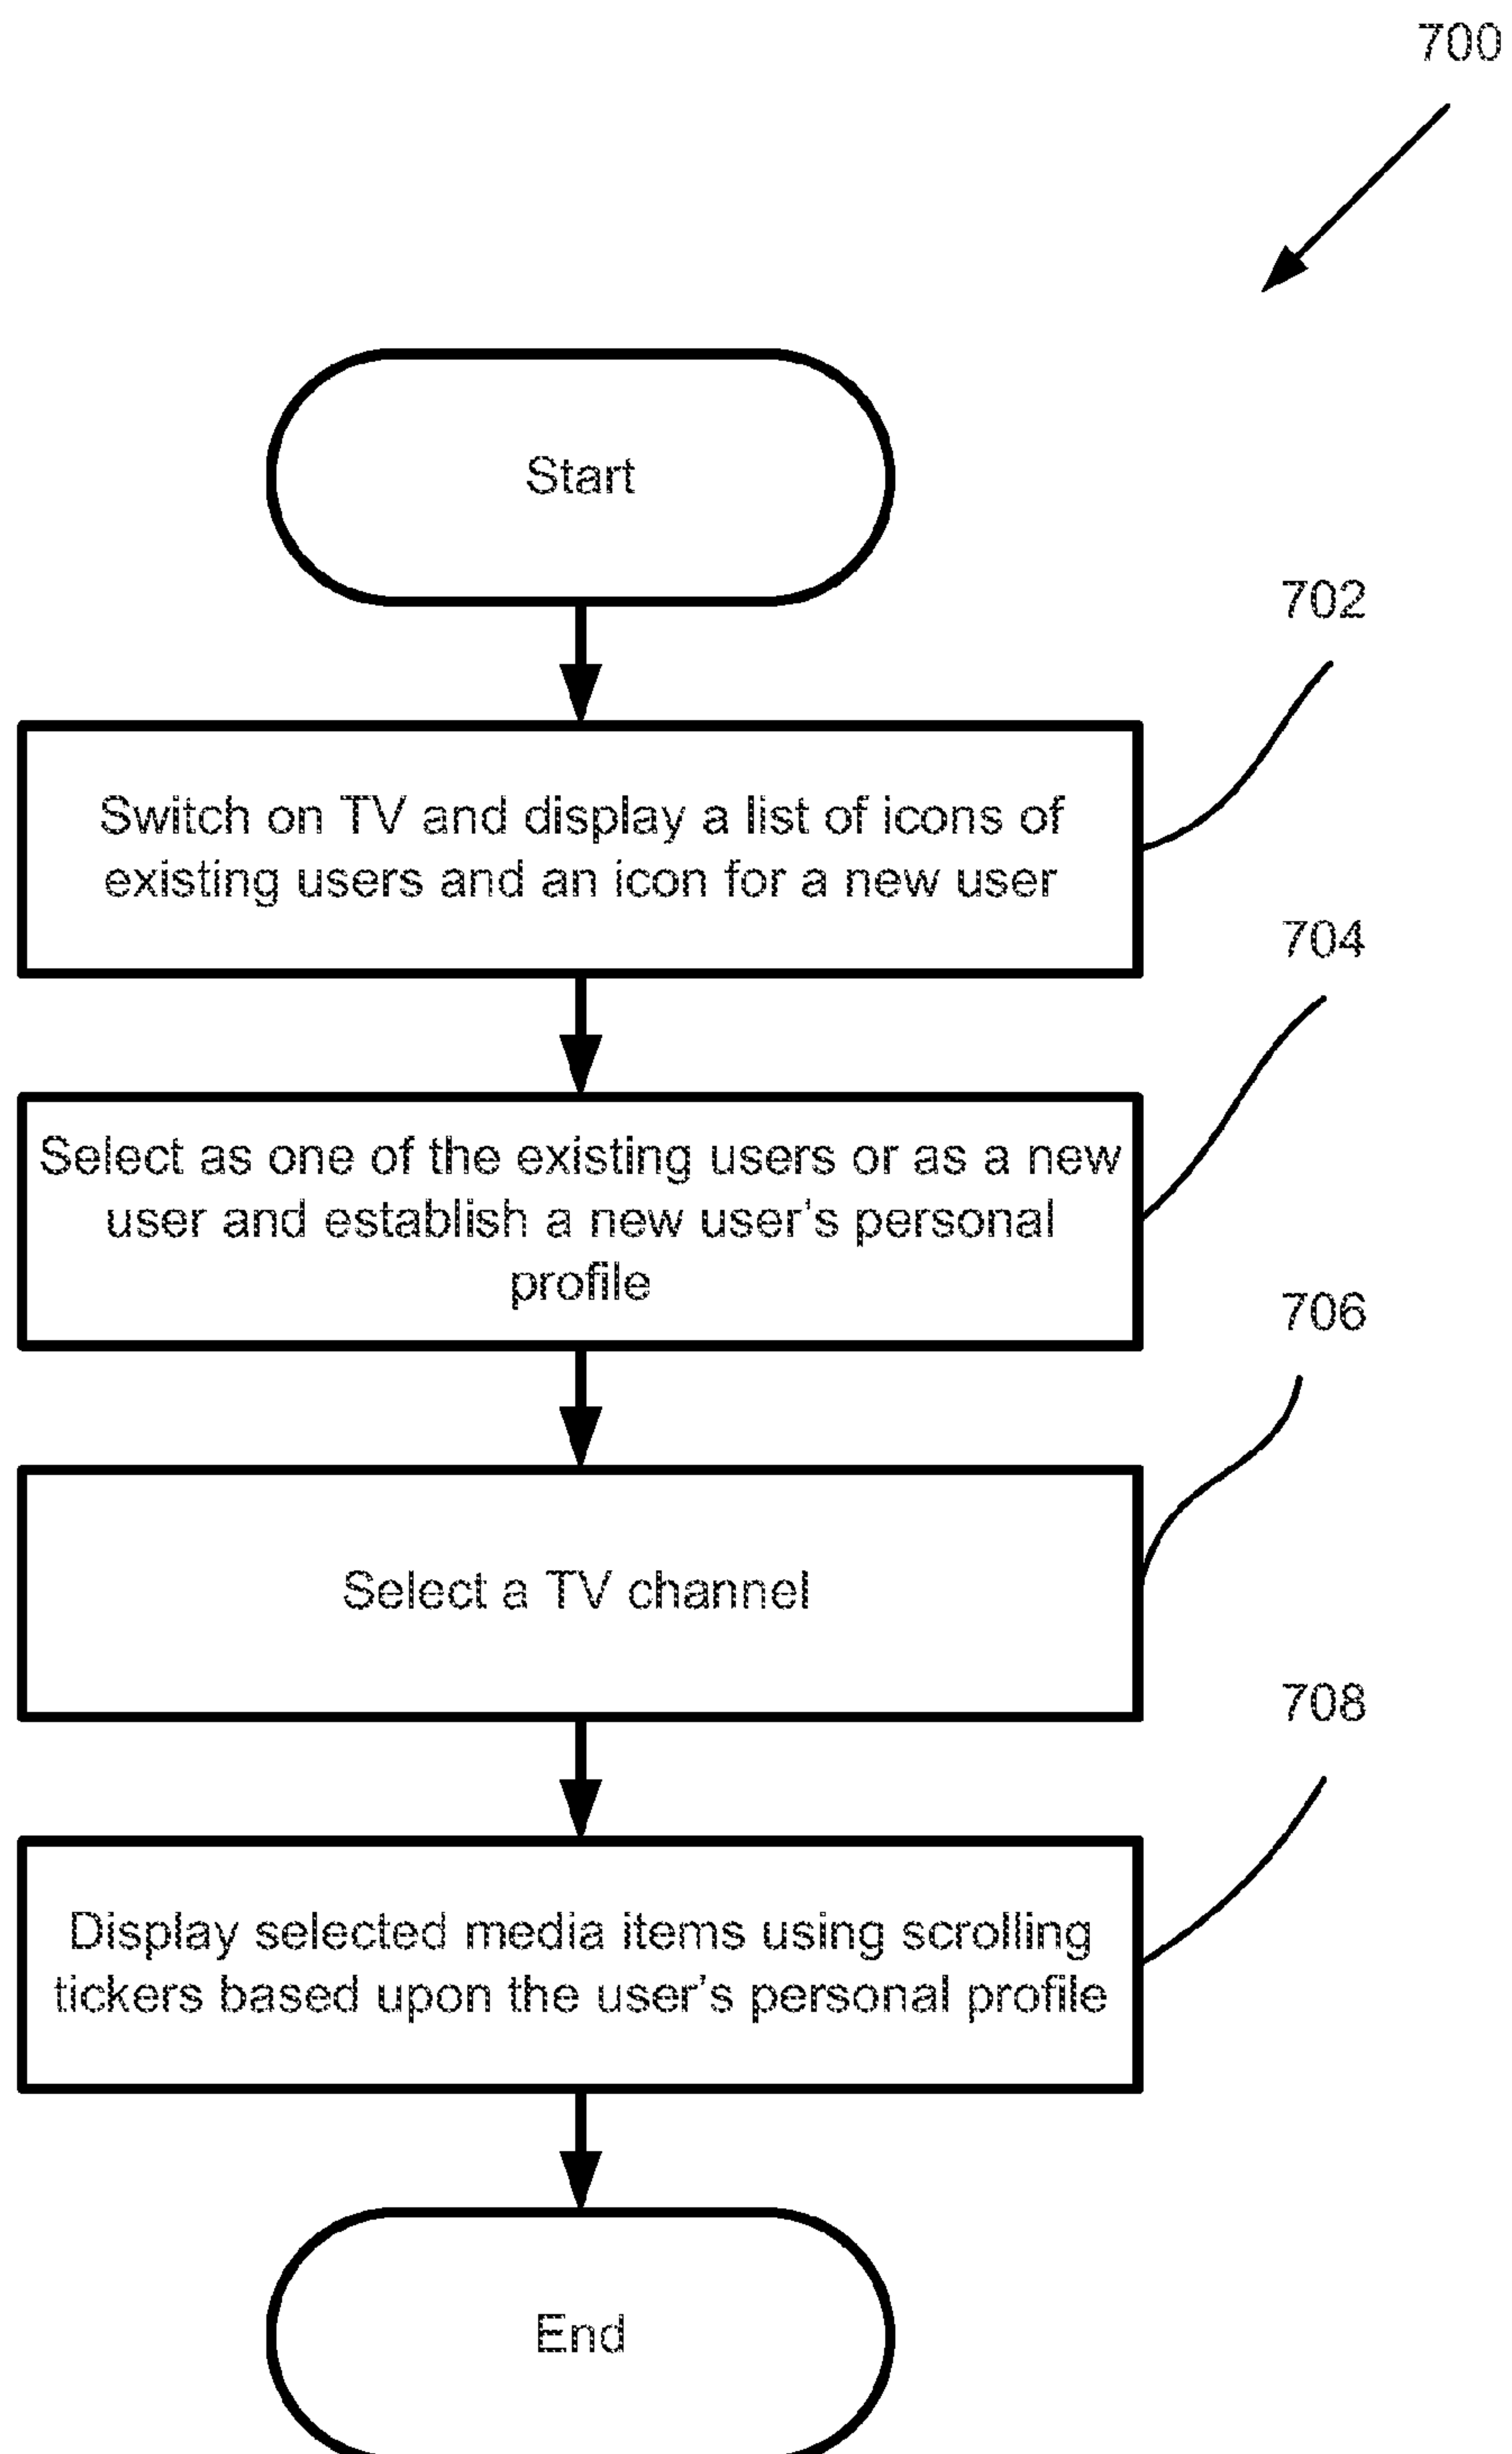 700
Start
702
Switch on TV and display a list of icons of
existing users and an icon for a new user
704
Select as one of the existing users or as a new
user and establish a new user's personal
profile
706
Select a TV channel
708
Display selected media items using scrolling
tickers based upon the user's personal profile
End